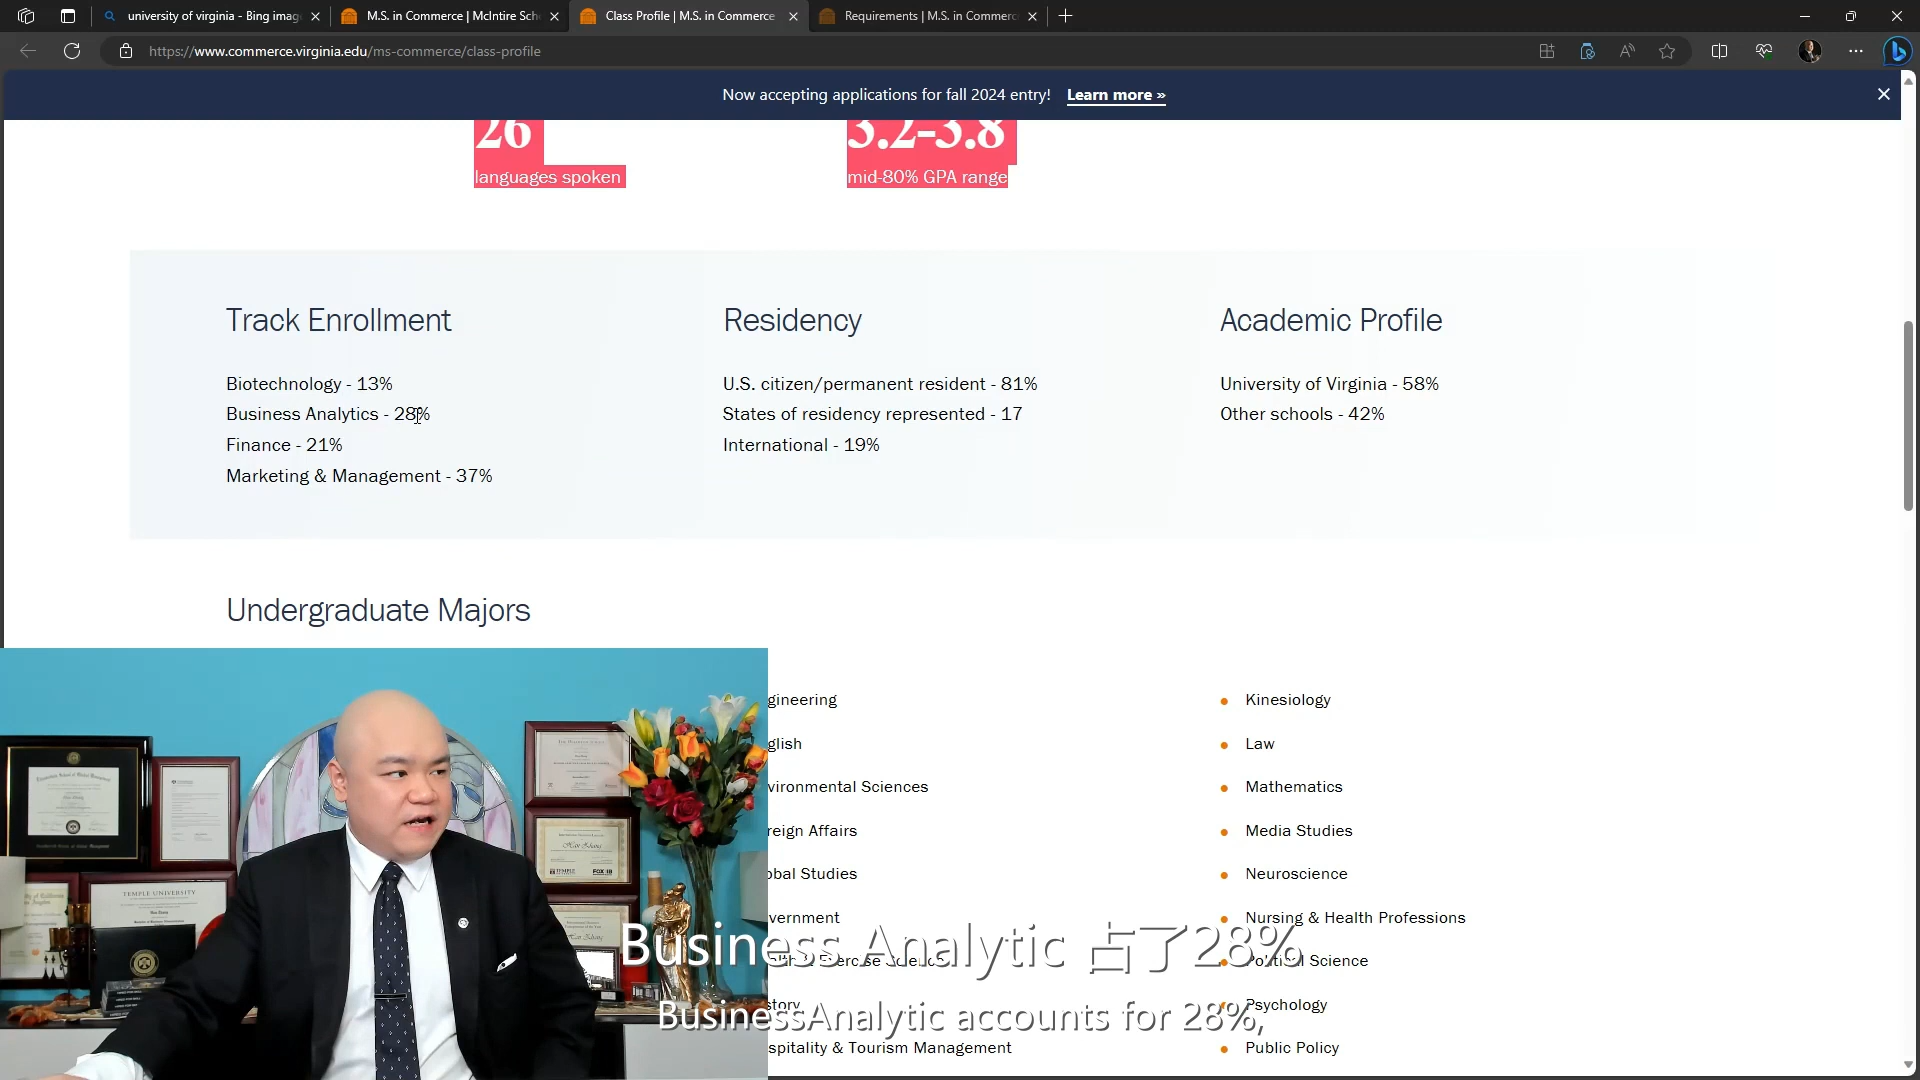 university of virginia - Bing imag
M.S. in Commerce | McIntire Sch
Class Profile | M.S. in Commerce
Requirements | M.S. in Commerc
https://www.commerce.virginia.edu/ms-commerce/class-profile
Now accepting applications for fall 2024 entry! Learn more »
26
languages spoken
3.2-3.8
mid-80% GPA range
Track Enrollment
Biotechnology - 13%
Business Analytics - 28%
Finance - 21%
Marketing & Management - 37%
Residency
U.S. citizen/permanent resident - 81%
States of residency represented - 17
International - 19%
Academic Profile
University of Virginia - 58%
Other schools - 42%
Undergraduate Majors
gineering
glish
vironmental Sciences
reign Affairs
obal Studies
vernment
story
spitality & Tourism Management
Kinesiology
Law
Mathematics
Media Studies
Neuroscience
Nursing & Health Professions
Political Science
Psychology
Public Policy
TEMPLE UNIVERSITY
FOX
Business Analytic 占了28%
BusinessAnalytic accounts for 28%,